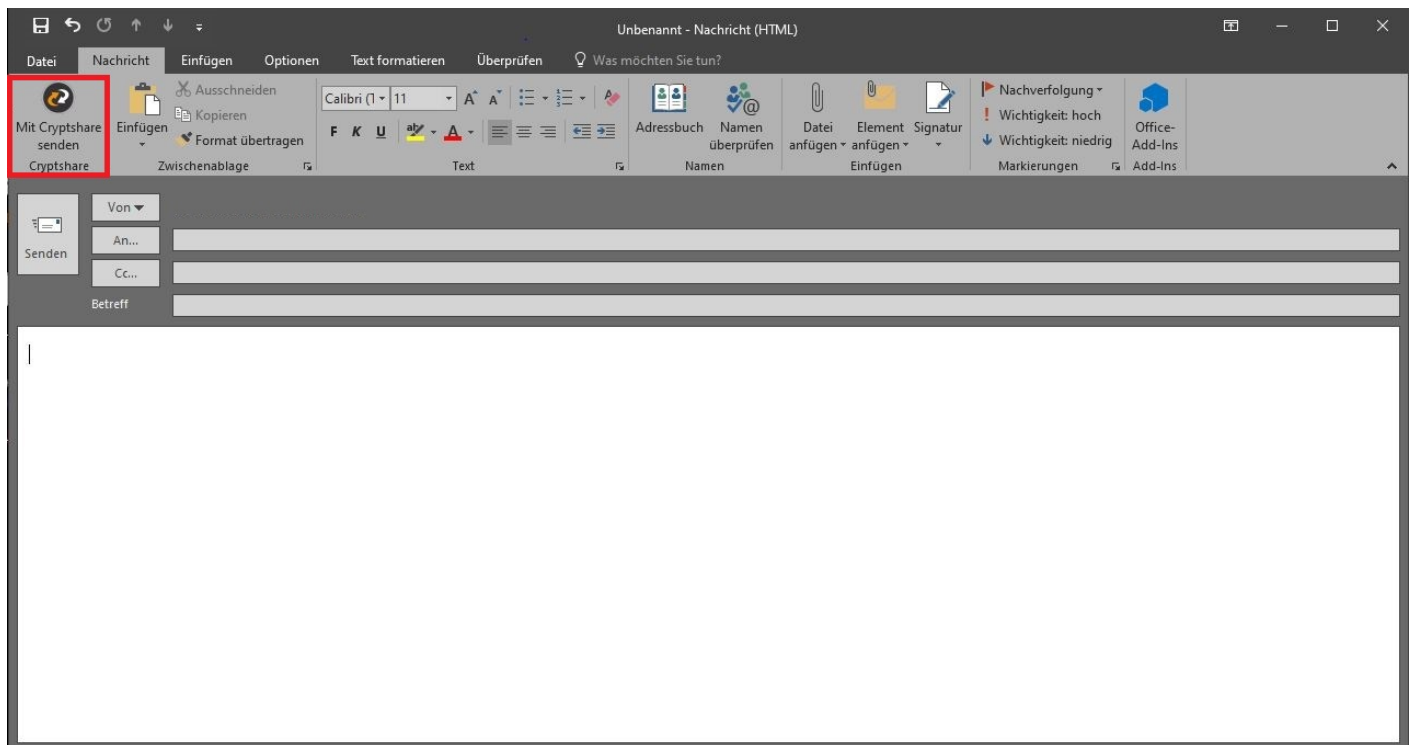 Unbenannt - Nachricht (HTML)
Datei Nachricht Einfügen Optionen Text formatieren Überprüfen Was möchten Sie tun?
Mit Cryptshare senden
Cryptshare
Einfügen
Ausschneiden
Kopieren
Format übertragen
Zwischenablage
Calibri (1 11
F K U
Text
Adressbuch
Namen überprüfen
Namen
Datei anfügen
Element anfügen
Signatur
Einfügen
Nachverfolgung
Wichtigkeit: hoch
Wichtigkeit: niedrig
Markierungen
Office-Add-Ins
Add-Ins
Senden
Von
An...
Cc...
Betreff